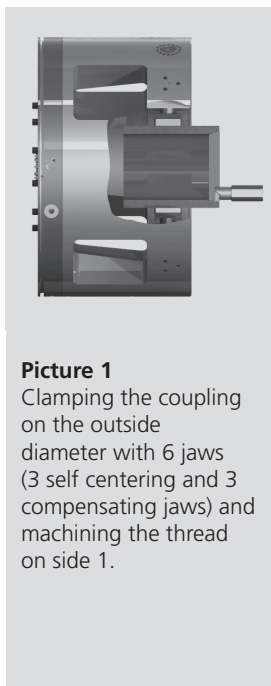 Picture 1
Clamping the coupling
on the outside
diameter with 6 jaws
(3 self centering and 3
compensating jaws) and
machining the thread
on side 1.